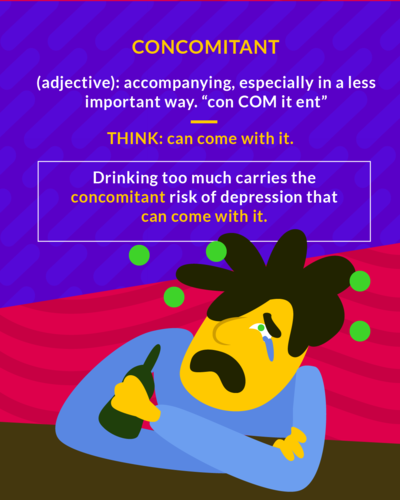 CONCOMITANT
(adjective): accompanying, especially in a less
important way. “con COM it ent”
THINK: can come with it.
Drinking too much carries the
concomitant risk of depression that
can come with it.